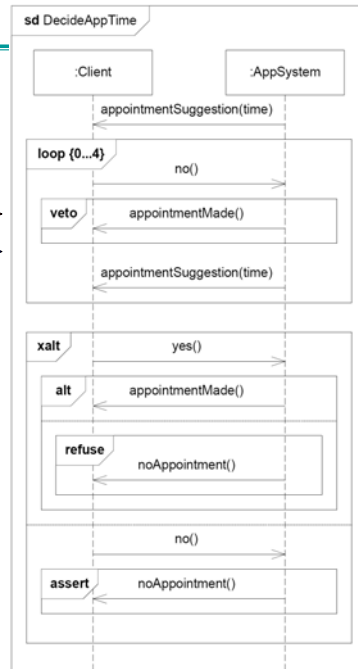 sd DecideAppTime
:Client
:AppSystem
appointmentSuggestion(time)
loop {0...4}
no()
veto
appointmentMade()
appointmentSuggestion(time)
xalt
yes()
alt
appointmentMade()
refuse
noAppointment()
no()
assert
noAppointment()